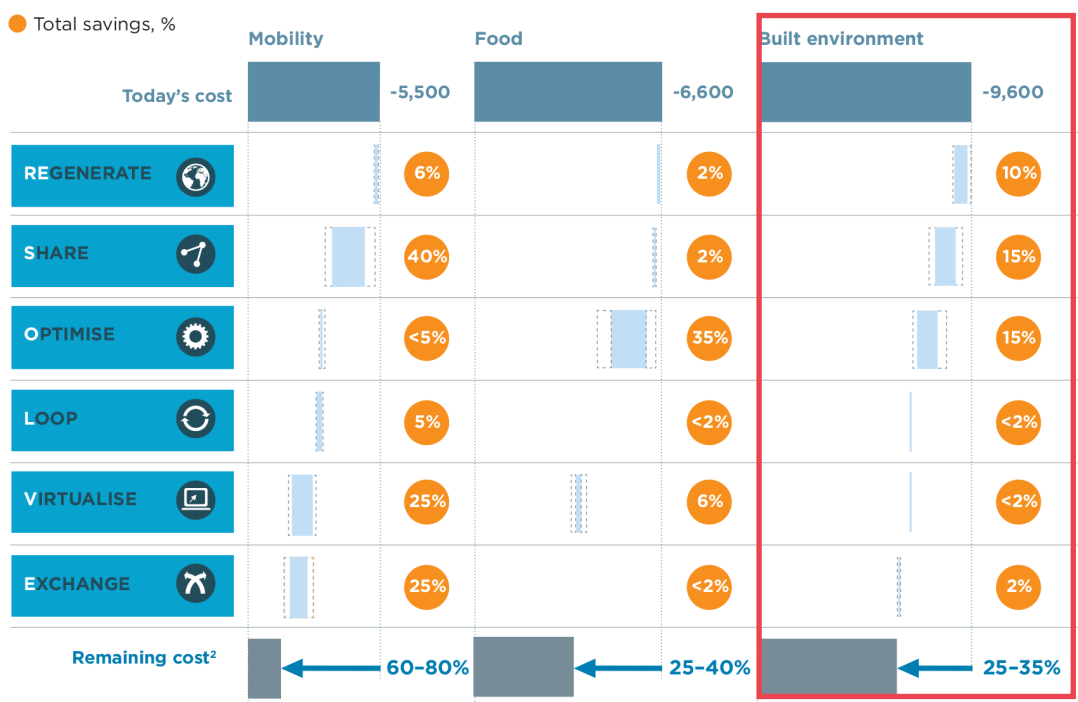 Total savings, %
Mobility Food Built environment
Today's cost -5,500 -6,600 -9,600
REGENERATE 6% 2% 10%
SHARE 40% 2% 15%
OPTIMISE <5% 35% 15%
LOOP 5% <2% <2%
VIRTUALISE 25% 6% <2%
EXCHANGE 25% <2% 2%
Remaining cost² 60–80% 25–40% 25–35%